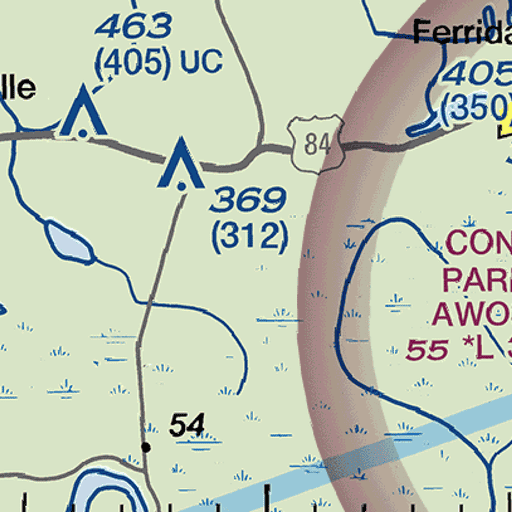 463
(405) UC
Ferrida
lle
405
(350)
84
369
(312)
CON
PAR
AWO
55 *L 3
54